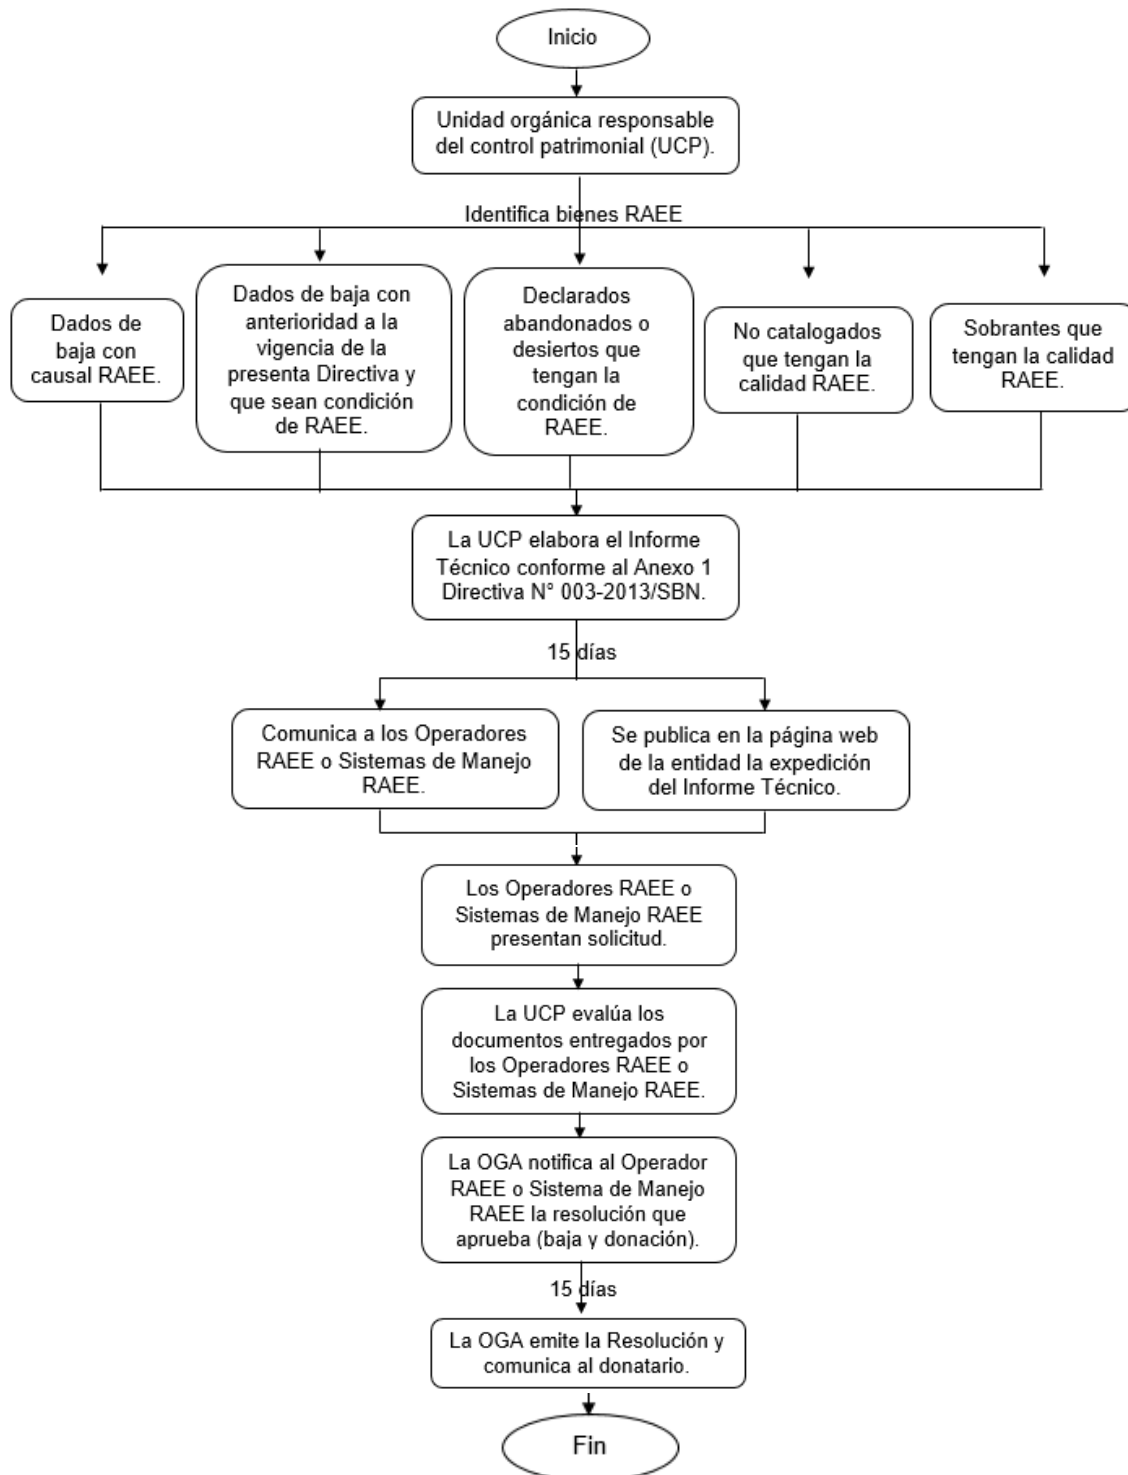 Inicio
Unidad orgánica responsable
del control patrimonial (UCP).
Identifica bienes RAEE
Dados de
baja con
causal RAEE.
Dados de baja con
anterioridad a la
vigencia de la
presenta Directiva y
que sean condición
de RAEE.
Declarados
abandonados o
desiertos que
tengan la
condición de
RAEE.
No catalogados
que tengan la
calidad RAEE.
Sobrantes que
tengan la calidad
RAEE.
La UCP elabora el Informe
Técnico conforme al Anexo 1
Directiva N° 003-2013/SBN.
15 días
Comunica a los Operadores
RAEE o Sistemas de Manejo
RAEE.
Se publica en la página web
de la entidad la expedición
del Informe Técnico.
Los Operadores RAEE o
Sistemas de Manejo RAEE
presentan solicitud.
La UCP evalúa los
documentos entregados por
los Operadores RAEE o
Sistemas de Manejo RAEE.
La OGA notifica al Operador
RAEE o Sistema de Manejo
RAEE la resolución que
aprueba (baja y donación).
15 días
La OGA emite la Resolución y
comunica al donatario.
Fin